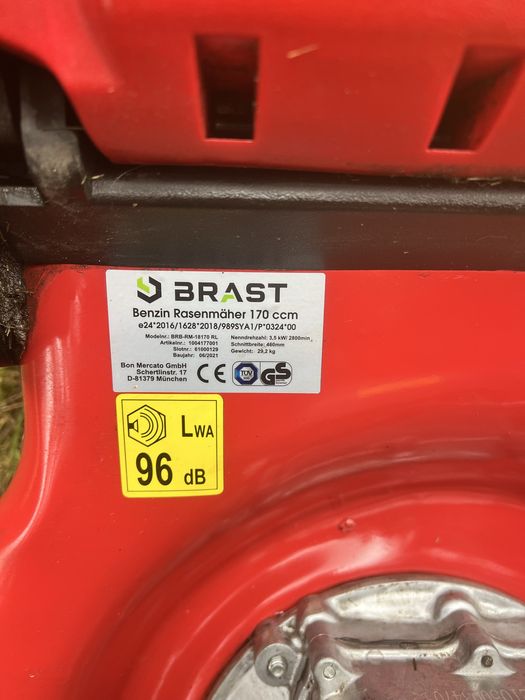 BRAST
Benzin Rasenmäher 170 ccm
e24*2016/1628*2018/989SYA1/P*0324*00
Modelnr.: BRB-RM-18170 RL
Artikelnr.: 1004177001
Slotnr.: 61000129
Baujahr: 06/2021
Nenndrehzahl: 3,5 kW/ 2800min
Schnittbreite: 460mm
Gewicht: 29,2 kg
Bon Mercato GmbH
Schertlinstr. 17
D-81379 München
CE
TÜV
GS
LWA
96 dB